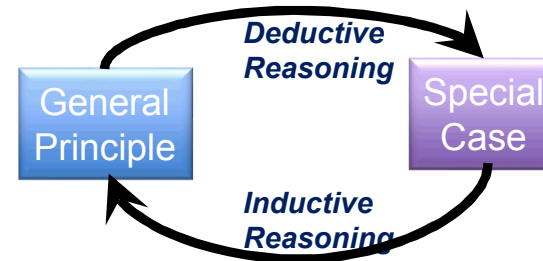 Deductive
Reasoning
General
Principle
Special
Case
Inductive
Reasoning